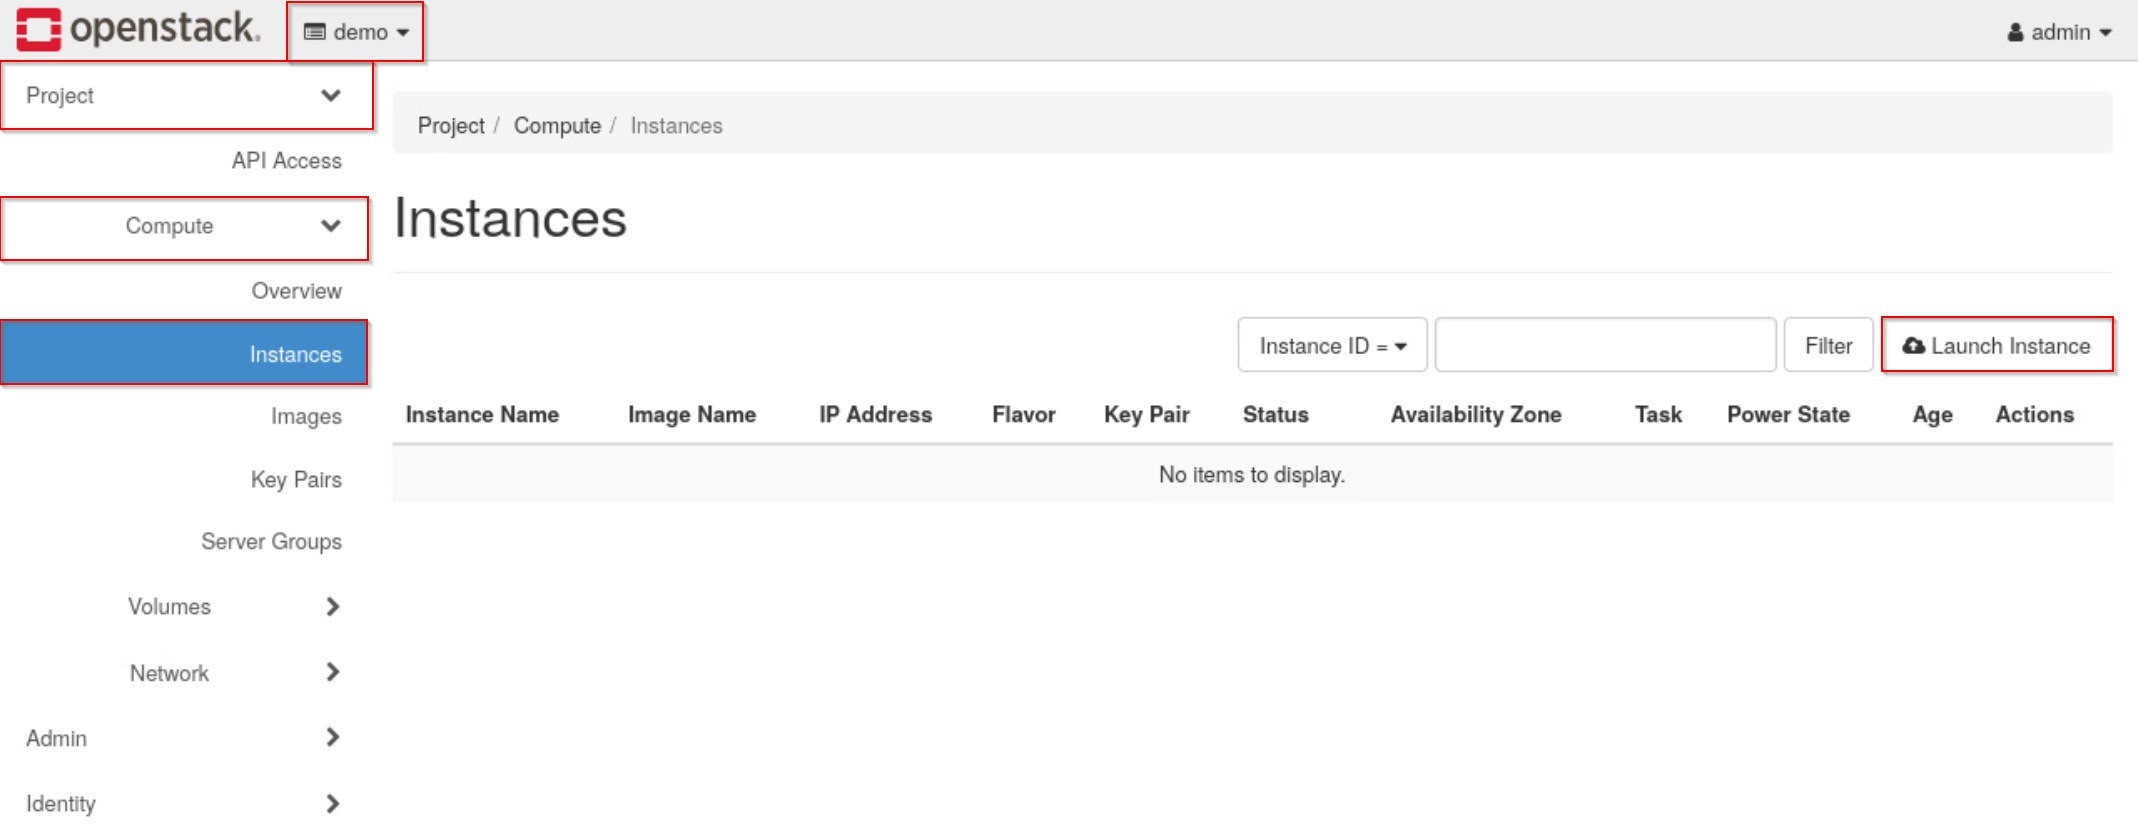 openstack. demo admin
Project
Project / Compute / Instances
API Access
Compute
Instances
Overview
Instances
Instance ID = Filter Launch Instance
Images
Instance Name Image Name IP Address Flavor Key Pair Status Availability Zone Task Power State Age Actions
Key Pairs
No items to display.
Server Groups
Volumes
Network
Admin
Identity